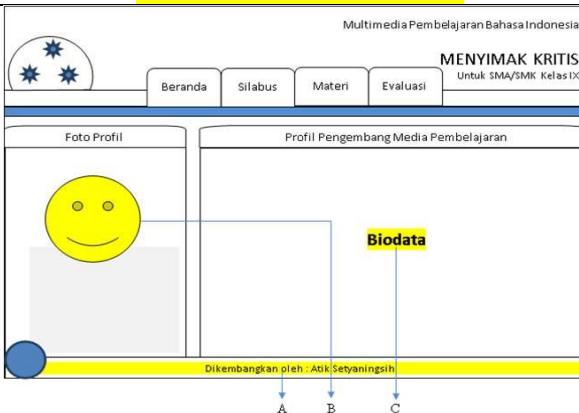 Multimedia Pembelajaran Bahasa Indonesia
MENYIMAK KRITIS
Untuk SMA/SMK Kelas IX
Beranda
Silabus
Materi
Evaluasi
Foto Profil
Profil Pengembang Media Pembelajaran
Biodata
Dikembangkan oleh : Atik Setyaningsih
A
B
C